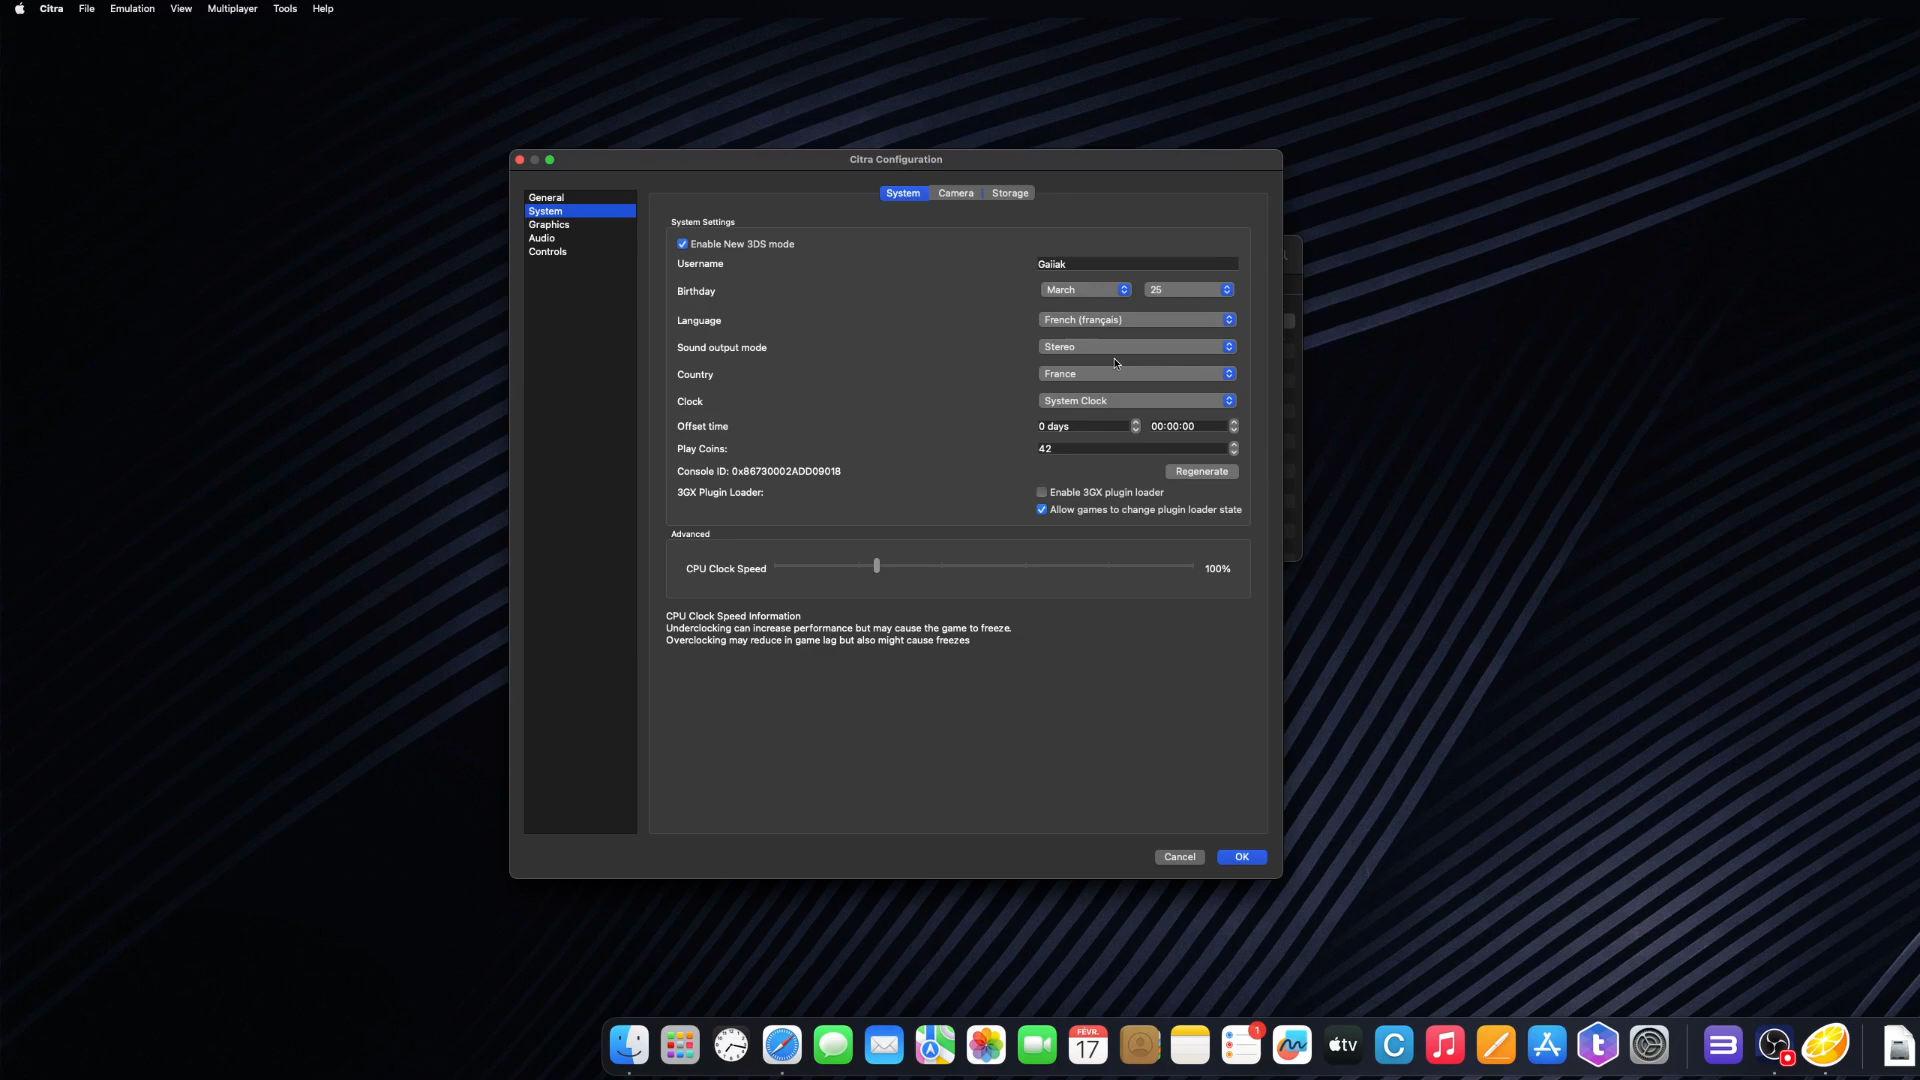 Citra File Emulation View Multiplayer Tools Help
Citra Configuration
General
System
Graphics
Audio
Controls
System Camera Storage
System Settings
Enable New 3DS mode
Username Gaiiak
Birthday March 25
Language French (français)
Sound output mode Stereo
Country France
Clock System Clock
Offset time 0 days 00:00:00
Play Coins: 42
Console ID: 0x86730002ADD09018 Regenerate
3GX Plugin Loader: Enable 3GX plugin loader
Allow games to change plugin loader state
Advanced
CPU Clock Speed 100%
CPU Clock Speed Information
Underclocking can increase performance but may cause the game to freeze.
Overclocking may reduce in game lag but also might cause freezes
Cancel OK
FÉVR.
17
1
tv
C
t